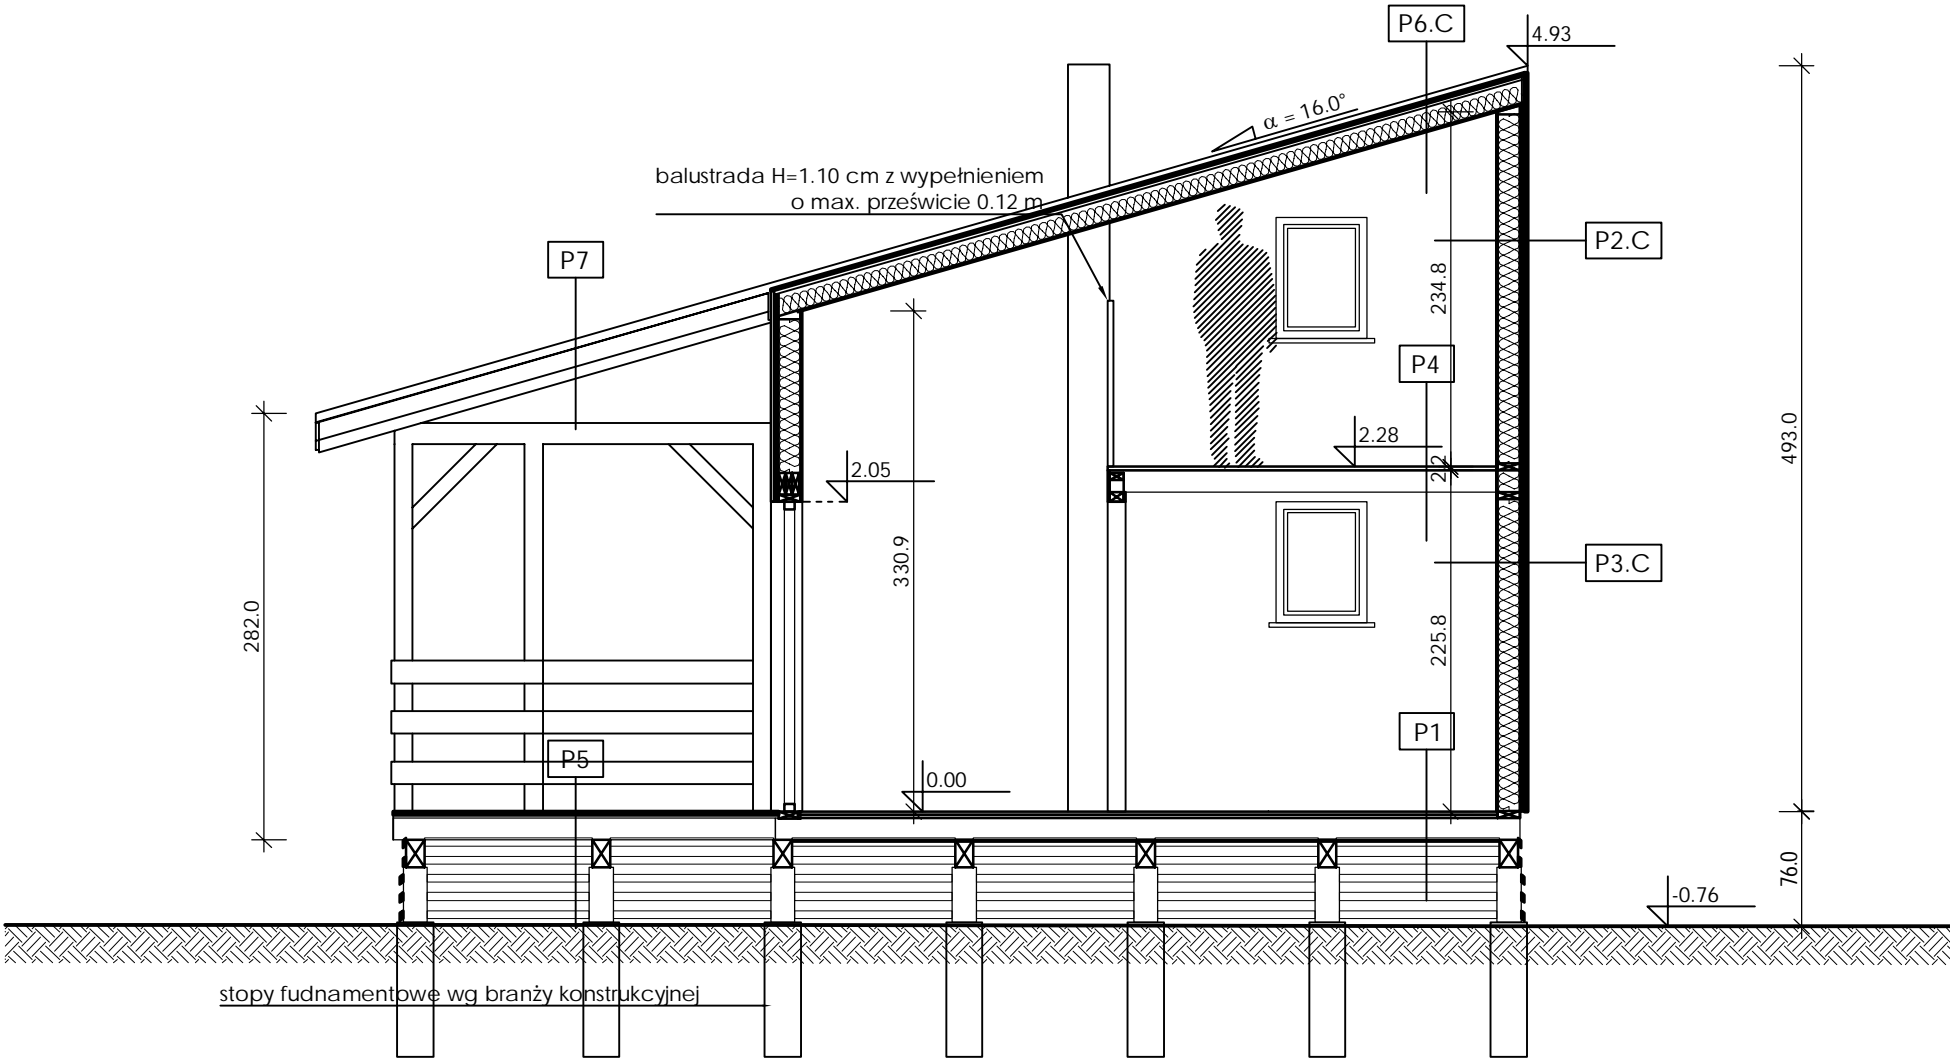 P6.C
4.93
α = 16.0°
balustrada H=1.10 cm z wypełnieniem
o max. prześwicie 0.12 m
P7
P2.C
234.8
P4
2.28
2.05
22
493.0
330.9
P3.C
282.0
225.8
P1
P5
0.00
76.0
-0.76
stopy fudnamentowe wg branży konstrukcyjnej